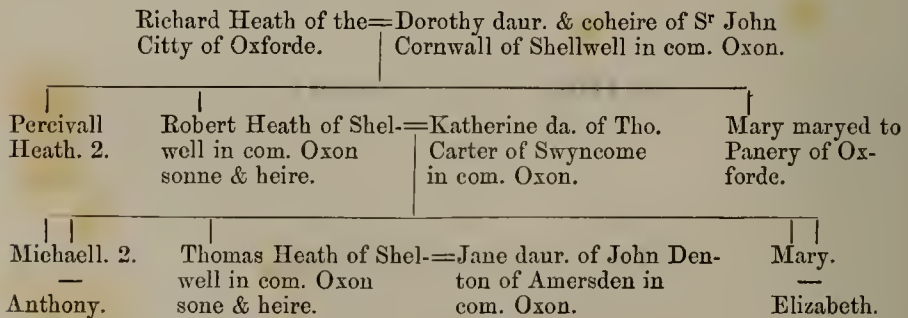 Richard Heath of the═Dorothy daur. & coheire of Sʳ John
Citty of Oxforde. Cornwall of Shellwell in com. Oxon.
Percivall Robert Heath of Shel-═Katherine da. of Tho. Mary maryed to
Heath. 2. well in com. Oxon Carter of Swyncome Panery of Ox-
sonne & heire. in com. Oxon. forde.
Michaell. 2. Thomas Heath of Shel-═Jane daur. of John Den- Mary.
— well in com. Oxon ton of Amersden in —
Anthony. sone & heire. com. Oxon. Elizabeth.